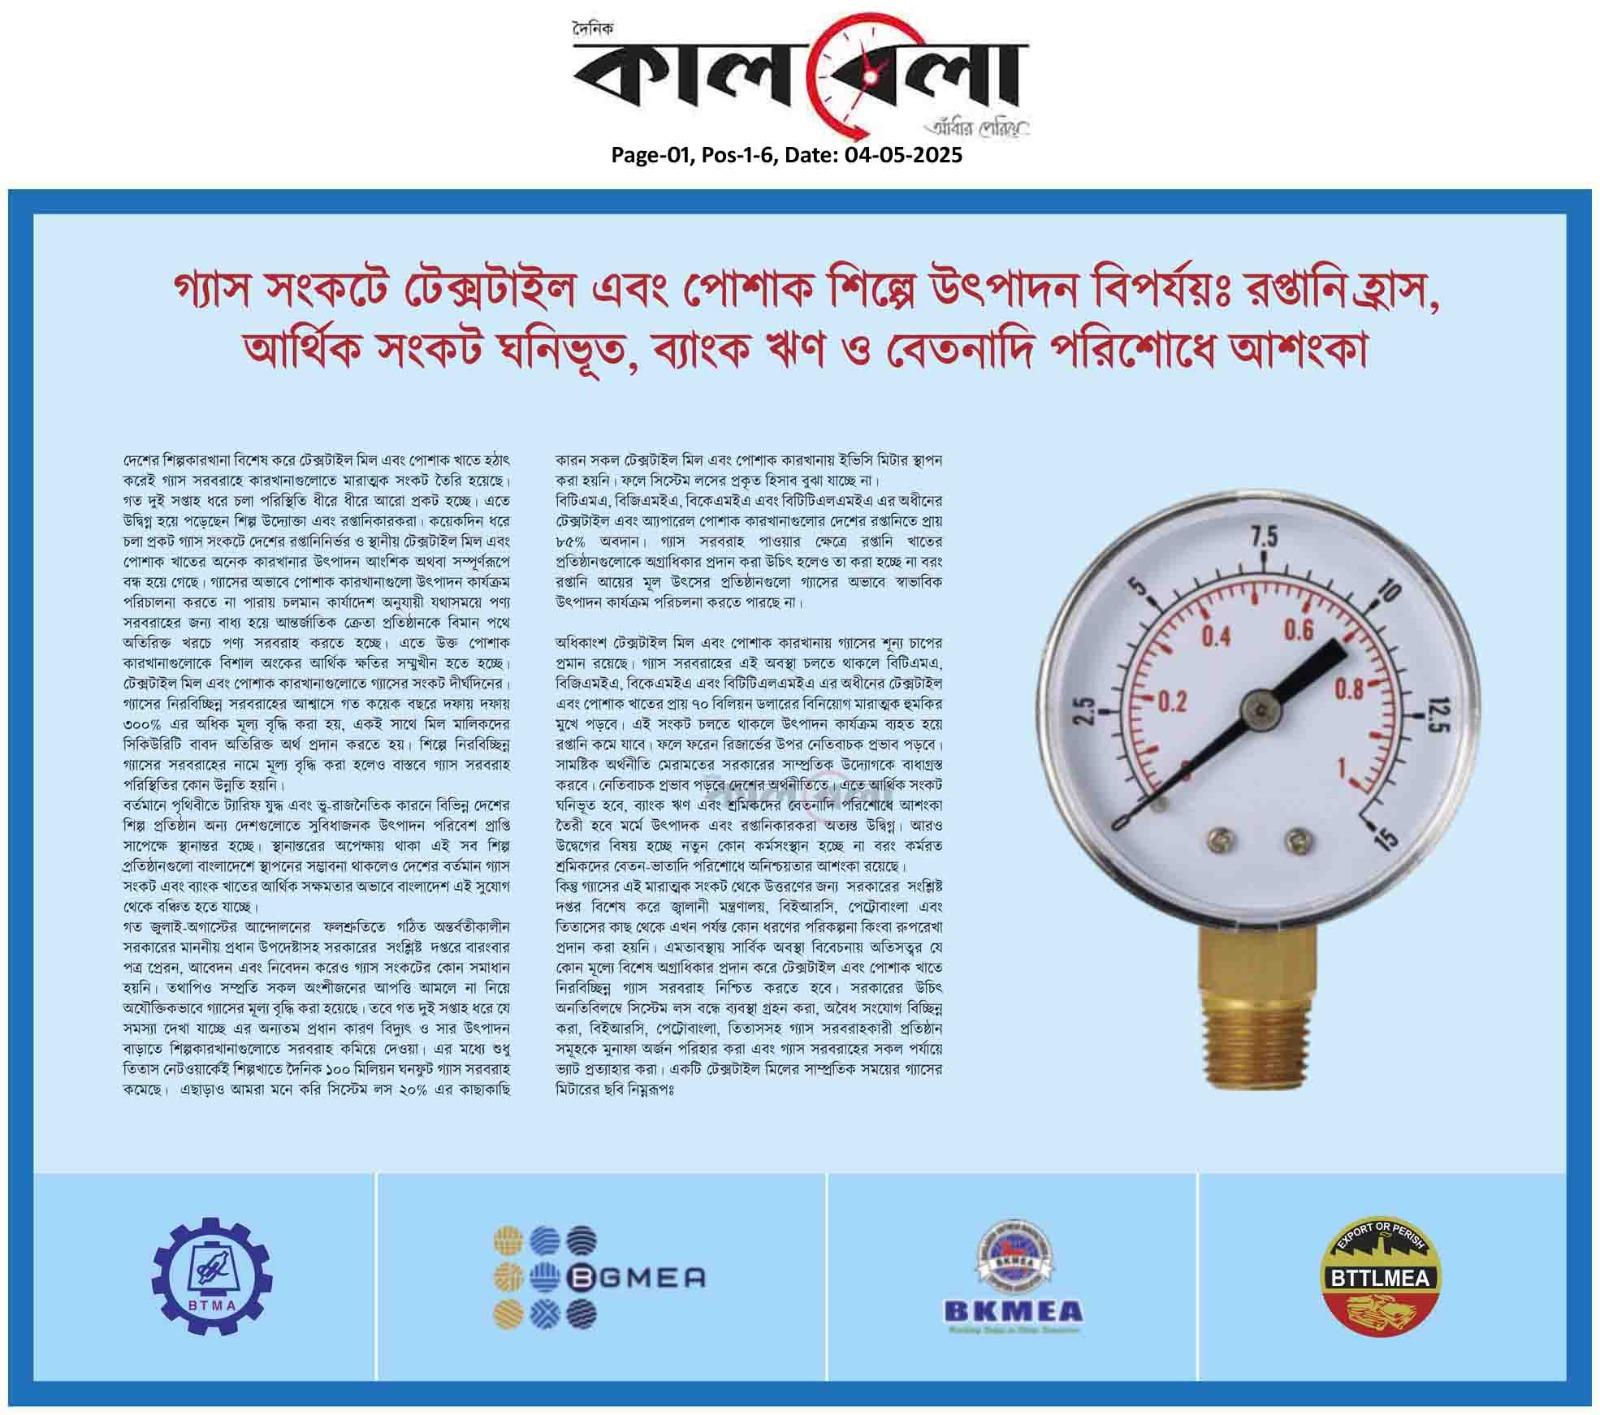 দৈনিক
কালবেলা
আঁধার পেরিয়ে
Page-01, Pos-1-6, Date: 04-05-2025
গ্যাস সংকটে টেক্সটাইল এবং পোশাক শিল্পে উৎপাদন বিপর্যয়ঃ রপ্তানি হ্রাস,
আর্থিক সংকট ঘনিভূত, ব্যাংক ঋণ ও বেতনাদি পরিশোধে আশংকা
দেশের শিল্পকারখানা বিশেষ করে টেক্সটাইল মিল এবং পোশাক খাতে হঠাৎ
করেই গ্যাস সরবরাহে কারখানাগুলোতে মারাত্মক সংকট তৈরি হয়েছে।
গত দুই সপ্তাহ ধরে চলা পরিস্থিতি ধীরে ধীরে আরো প্রকট হচ্ছে। এতে
উদ্বিগ্ন হয়ে পড়েছেন শিল্প উদ্যোক্তা এবং রপ্তানিকারকরা। কয়েকদিন ধরে
চলা প্রকট গ্যাস সংকটে দেশের রপ্তানিনির্ভর ও স্থানীয় টেক্সটাইল মিল এবং
পোশাক খাতের অনেক কারখানার উৎপাদন আংশিক অথবা সম্পূর্ণরূপে
বন্ধ হয়ে গেছে। গ্যাসের অভাবে পোশাক কারখানাগুলো উৎপাদন কার্যক্রম
পরিচালনা করতে না পারায় চলমান কার্যাদেশ অনুযায়ী যথাসময়ে পণ্য
সরবরাহের জন্য বাধ্য হয়ে আন্তর্জাতিক ক্রেতা প্রতিষ্ঠানকে বিমান পথে
অতিরিক্ত খরচে পণ্য সরবরাহ করতে হচ্ছে। এতে উক্ত পোশাক
কারখানাগুলোকে বিশাল অংকের আর্থিক ক্ষতির সম্মুখীন হতে হচ্ছে।
টেক্সটাইল মিল এবং পোশাক কারখানাগুলোতে গ্যাসের সংকট দীর্ঘদিনের।
গ্যাসের নিরবিচ্ছিন্ন সরবরাহের আশ্বাসে গত কয়েক বছরে দফায় দফায়
৩০০% এর অধিক মূল্য বৃদ্ধি করা হয়, একই সাথে মিল মালিকদের
সিকিউরিটি বাবদ অতিরিক্ত অর্থ প্রদান করতে হয়। শিল্পে নিরবিচ্ছিন্ন
গ্যাসের সরবরাহের নামে মূল্য বৃদ্ধি করা হলেও বাস্তবে গ্যাস সরবরাহ
পরিস্থিতির কোন উন্নতি হয়নি।
বর্তমানে পৃথিবীতে ট্যারিফ যুদ্ধ এবং ভু-রাজনৈতিক কারনে বিভিন্ন দেশের
শিল্প প্রতিষ্ঠান অন্য দেশগুলোতে সুবিধাজনক উৎপাদন পরিবেশ প্রাপ্তি
সাপেক্ষে স্থানান্তর হচ্ছে। স্থানান্তরের অপেক্ষায় থাকা এই সব শিল্প
প্রতিষ্ঠানগুলো বাংলাদেশে স্থাপনের সম্ভাবনা থাকলেও দেশের বর্তমান গ্যাস
সংকট এবং ব্যাংক খাতের আর্থিক সক্ষমতার অভাবে বাংলাদেশ এই সুযোগ
থেকে বঞ্চিত হতে যাচ্ছে।
গত জুলাই-অগাস্টের আন্দোলনের ফলশ্রুতিতে গঠিত অন্তর্বর্তীকালীন
সরকারের মাননীয় প্রধান উপদেষ্টাসহ সরকারের সংশ্লিষ্ট দপ্তরে বারংবার
পত্র প্রেরন, আবেদন এবং নিবেদন করেও গ্যাস সংকটের কোন সমাধান
হয়নি। তথাপিও সম্প্রতি সকল অংশীজনের আপত্তি আমলে না নিয়ে
অযৌক্তিকভাবে গ্যাসের মূল্য বৃদ্ধি করা হয়েছে। তবে গত দুই সপ্তাহ ধরে যে
সমস্যা দেখা যাচ্ছে এর অন্যতম প্রধান কারণ বিদ্যুৎ ও সার উৎপাদন
বাড়াতে শিল্পকারখানাগুলোতে সরবরাহ কমিয়ে দেওয়া। এর মধ্যে শুধু
তিতাস নেটওয়ার্কেই শিল্পখাতে দৈনিক ১০০ মিলিয়ন ঘনফুট গ্যাস সরবরাহ
কমেছে। এছাড়াও আমরা মনে করি সিস্টেম লস ২০% এর কাছাকাছি
কারন সকল টেক্সটাইল মিল এবং পোশাক কারখানায় ইভিসি মিটার স্থাপন
করা হয়নি। ফলে সিস্টেম লসের প্রকৃত হিসাব বুঝা যাচ্ছে না।
বিটিএমএ, বিজিএমইএ, বিকেএমইএ এবং বিটিটিএলএমইএ এর অধীনের
টেক্সটাইল এবং অ্যাপারেল পোশাক কারখানাগুলোর দেশের রপ্তানিতে প্রায়
৮৫% অবদান। গ্যাস সরবরাহ পাওয়ার ক্ষেত্রে রপ্তানি খাতের
প্রতিষ্ঠানগুলোকে অগ্রাধিকার প্রদান করা উচিৎ হলেও তা করা হচ্ছে না বরং
রপ্তানি আয়ের মূল উৎসের প্রতিষ্ঠানগুলো গ্যাসের অভাবে স্বাভাবিক
উৎপাদন কার্যক্রম পরিচলনা করতে পারছে না।
অধিকাংশ টেক্সটাইল মিল এবং পোশাক কারখানায় গ্যাসের শূন্য চাপের
প্রমান রয়েছে। গ্যাস সরবরাহের এই অবস্থা চলতে থাকলে বিটিএমএ,
বিজিএমইএ, বিকেএমইএ এবং বিটিটিএলএমইএ এর অধীনের টেক্সটাইল
এবং পোশাক খাতের প্রায় ৭০ বিলিয়ন ডলারের বিনিয়োগ মারাত্মক হুমকির
মুখে পড়বে। এই সংকট চলতে থাকলে উৎপাদন কার্যক্রম ব্যহত হয়ে
রপ্তানি কমে যাবে। ফলে ফরেন রিজার্ভের উপর নেতিবাচক প্রভাব পড়বে।
সামষ্টিক অর্থনীতি মেরামতের সরকারের সাম্প্রতিক উদ্যোগকে বাধাগ্রস্ত
করবে। নেতিবাচক প্রভাব পড়বে দেশের অর্থনীতিতে। এতে আর্থিক সংকট
ঘনিভূত হবে, ব্যাংক ঋণ এবং শ্রমিকদের বেতনাদি পরিশোধে আশংকা
তৈরী হবে মর্মে উৎপাদক এবং রপ্তানিকারকরা অত্যন্ত উদ্বিগ্ন। আরও
উদ্বেগের বিষয় হচ্ছে নতুন কোন কর্মসংস্থান হচ্ছে না বরং কর্মরত
শ্রমিকদের বেতন-ভাতাদি পরিশোধে অনিশ্চয়তার আশংকা রয়েছে।
কিন্তু গ্যাসের এই মারাত্মক সংকট থেকে উত্তরণের জন্য সরকারের সংশ্লিষ্ট
দপ্তর বিশেষ করে জ্বালানী মন্ত্রণালয়, বিইআরসি, পেট্রোবাংলা এবং
তিতাসের কাছ থেকে এখন পর্যন্ত কোন ধরণের পরিকল্পনা কিংবা রুপরেখা
প্রদান করা হয়নি। এমতাবস্থায় সার্বিক অবস্থা বিবেচনায় অতিসত্বর যে
কোন মূল্যে বিশেষ অগ্রাধিকার প্রদান করে টেক্সটাইল এবং পোশাক খাতে
নিরবিচ্ছিন্ন গ্যাস সরবরাহ নিশ্চিত করতে হবে। সরকারের উচিৎ
অনতিবিলম্বে সিস্টেম লস বন্ধে ব্যবস্থা গ্রহন করা, অবৈধ সংযোগ বিচ্ছিন্ন
করা, বিইআরসি, পেট্রোবাংলা, তিতাসসহ গ্যাস সরবরাহকারী প্রতিষ্ঠান
সমূহকে মুনাফা অর্জন পরিহার করা এবং গ্যাস সরবরাহের সকল পর্যায়ে
ভ্যাট প্রত্যাহার করা। একটি টেক্সটাইল মিলের সাম্প্রতিক সময়ের গ্যাসের
মিটারের ছবি নিম্নরূপঃ
কালবেলা
0
2.5
5
7.5
10
12.5
15
0.2
0.4
0.6
0.8
1
BTMA
BGMEA
BKMEA
BKMEA
EXPORT OR PERISH
BTTLMEA